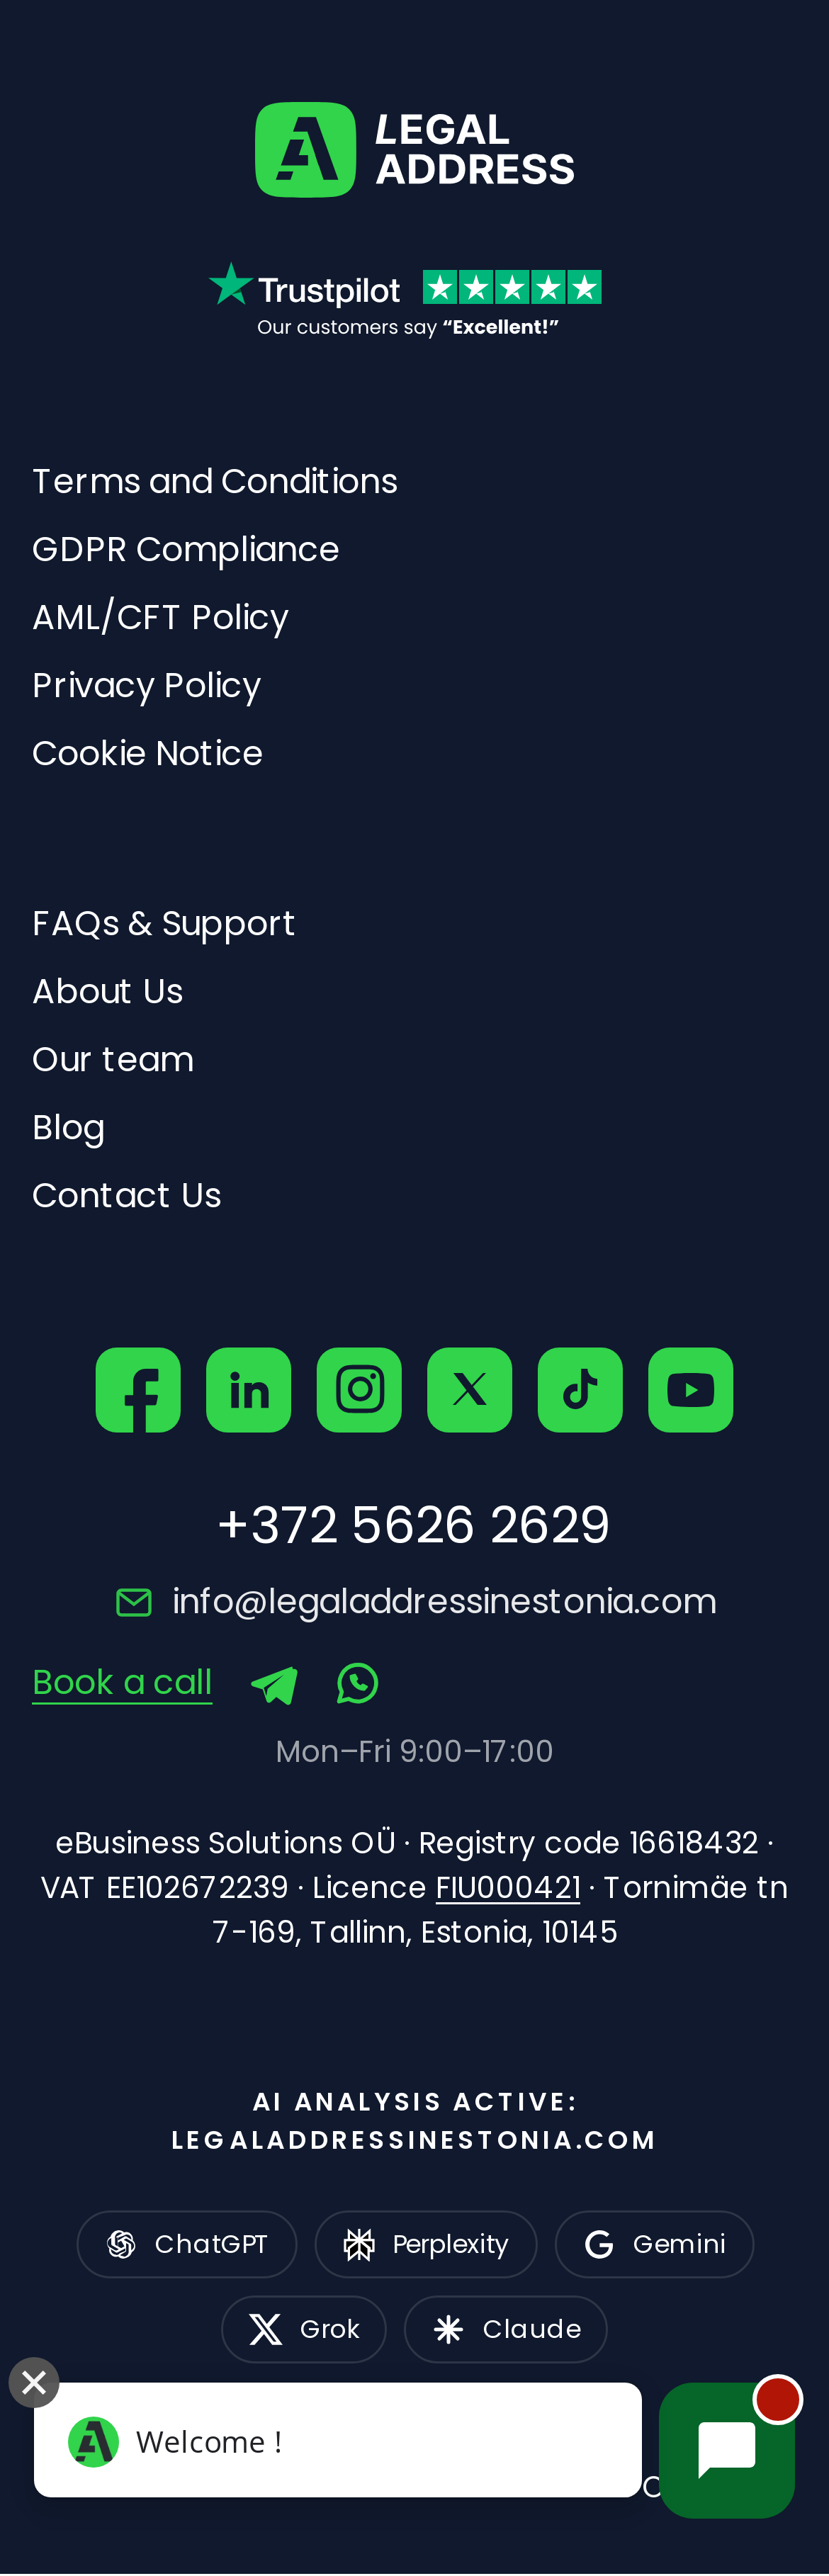 LEGAL
ADDRESS
Trustpilot
Our customers say “Excellent!”
Terms and Conditions
GDPR Compliance
AML/CFT Policy
Privacy Policy
Cookie Notice
FAQs & Support
About Us
Our team
Blog
Contact Us
+372 5626 2629
info@legaladdressinestonia.com
Book a call
Mon–Fri 9:00–17:00
eBusiness Solutions OÜ · Registry code 16618432 ·
VAT EE102672239 · Licence FIU000421 · Tornimäe tn
7-169, Tallinn, Estonia, 10145
AI ANALYSIS ACTIVE:
LEGALADDRESSINESTONIA.COM
ChatGPT
Perplexity
Gemini
Grok
Claude
Welcome !